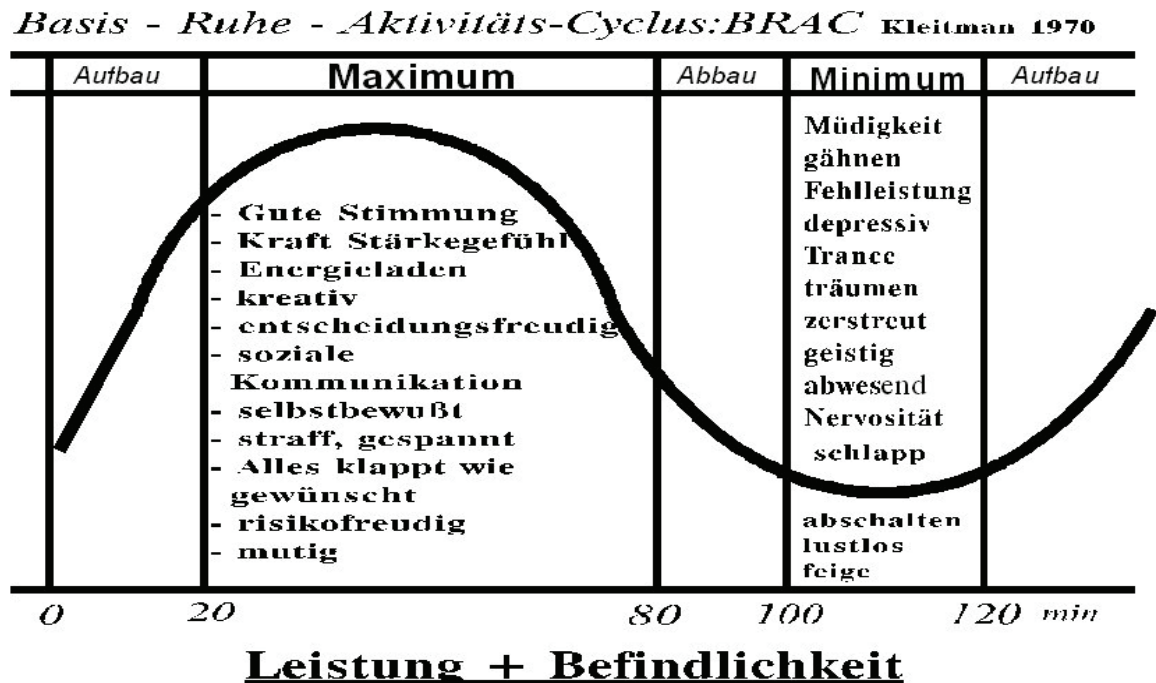 Basis - Ruhe - Aktivitäts-Cyclus:BRAC Kleitman 1970
Aufbau Maximum Abbau Minimum Aufbau
- Gute Stimmung
- Kraft Stärkegefühl
- Energieladen
- kreativ
- entscheidungsfreudig
- soziale
Kommunikation
- selbstbewußt
- straff, gespannt
- Alles klappt wie
gewünscht
- risikofreudig
- mutig
Müdigkeit
gähnen
Fehlleistung
depressiv
Trance
träumen
zerstreut
geistig
abwesend
Nervosität
schlapp
abschalten
lustlos
feige
0 20 80 100 120 min
Leistung + Befindlichkeit